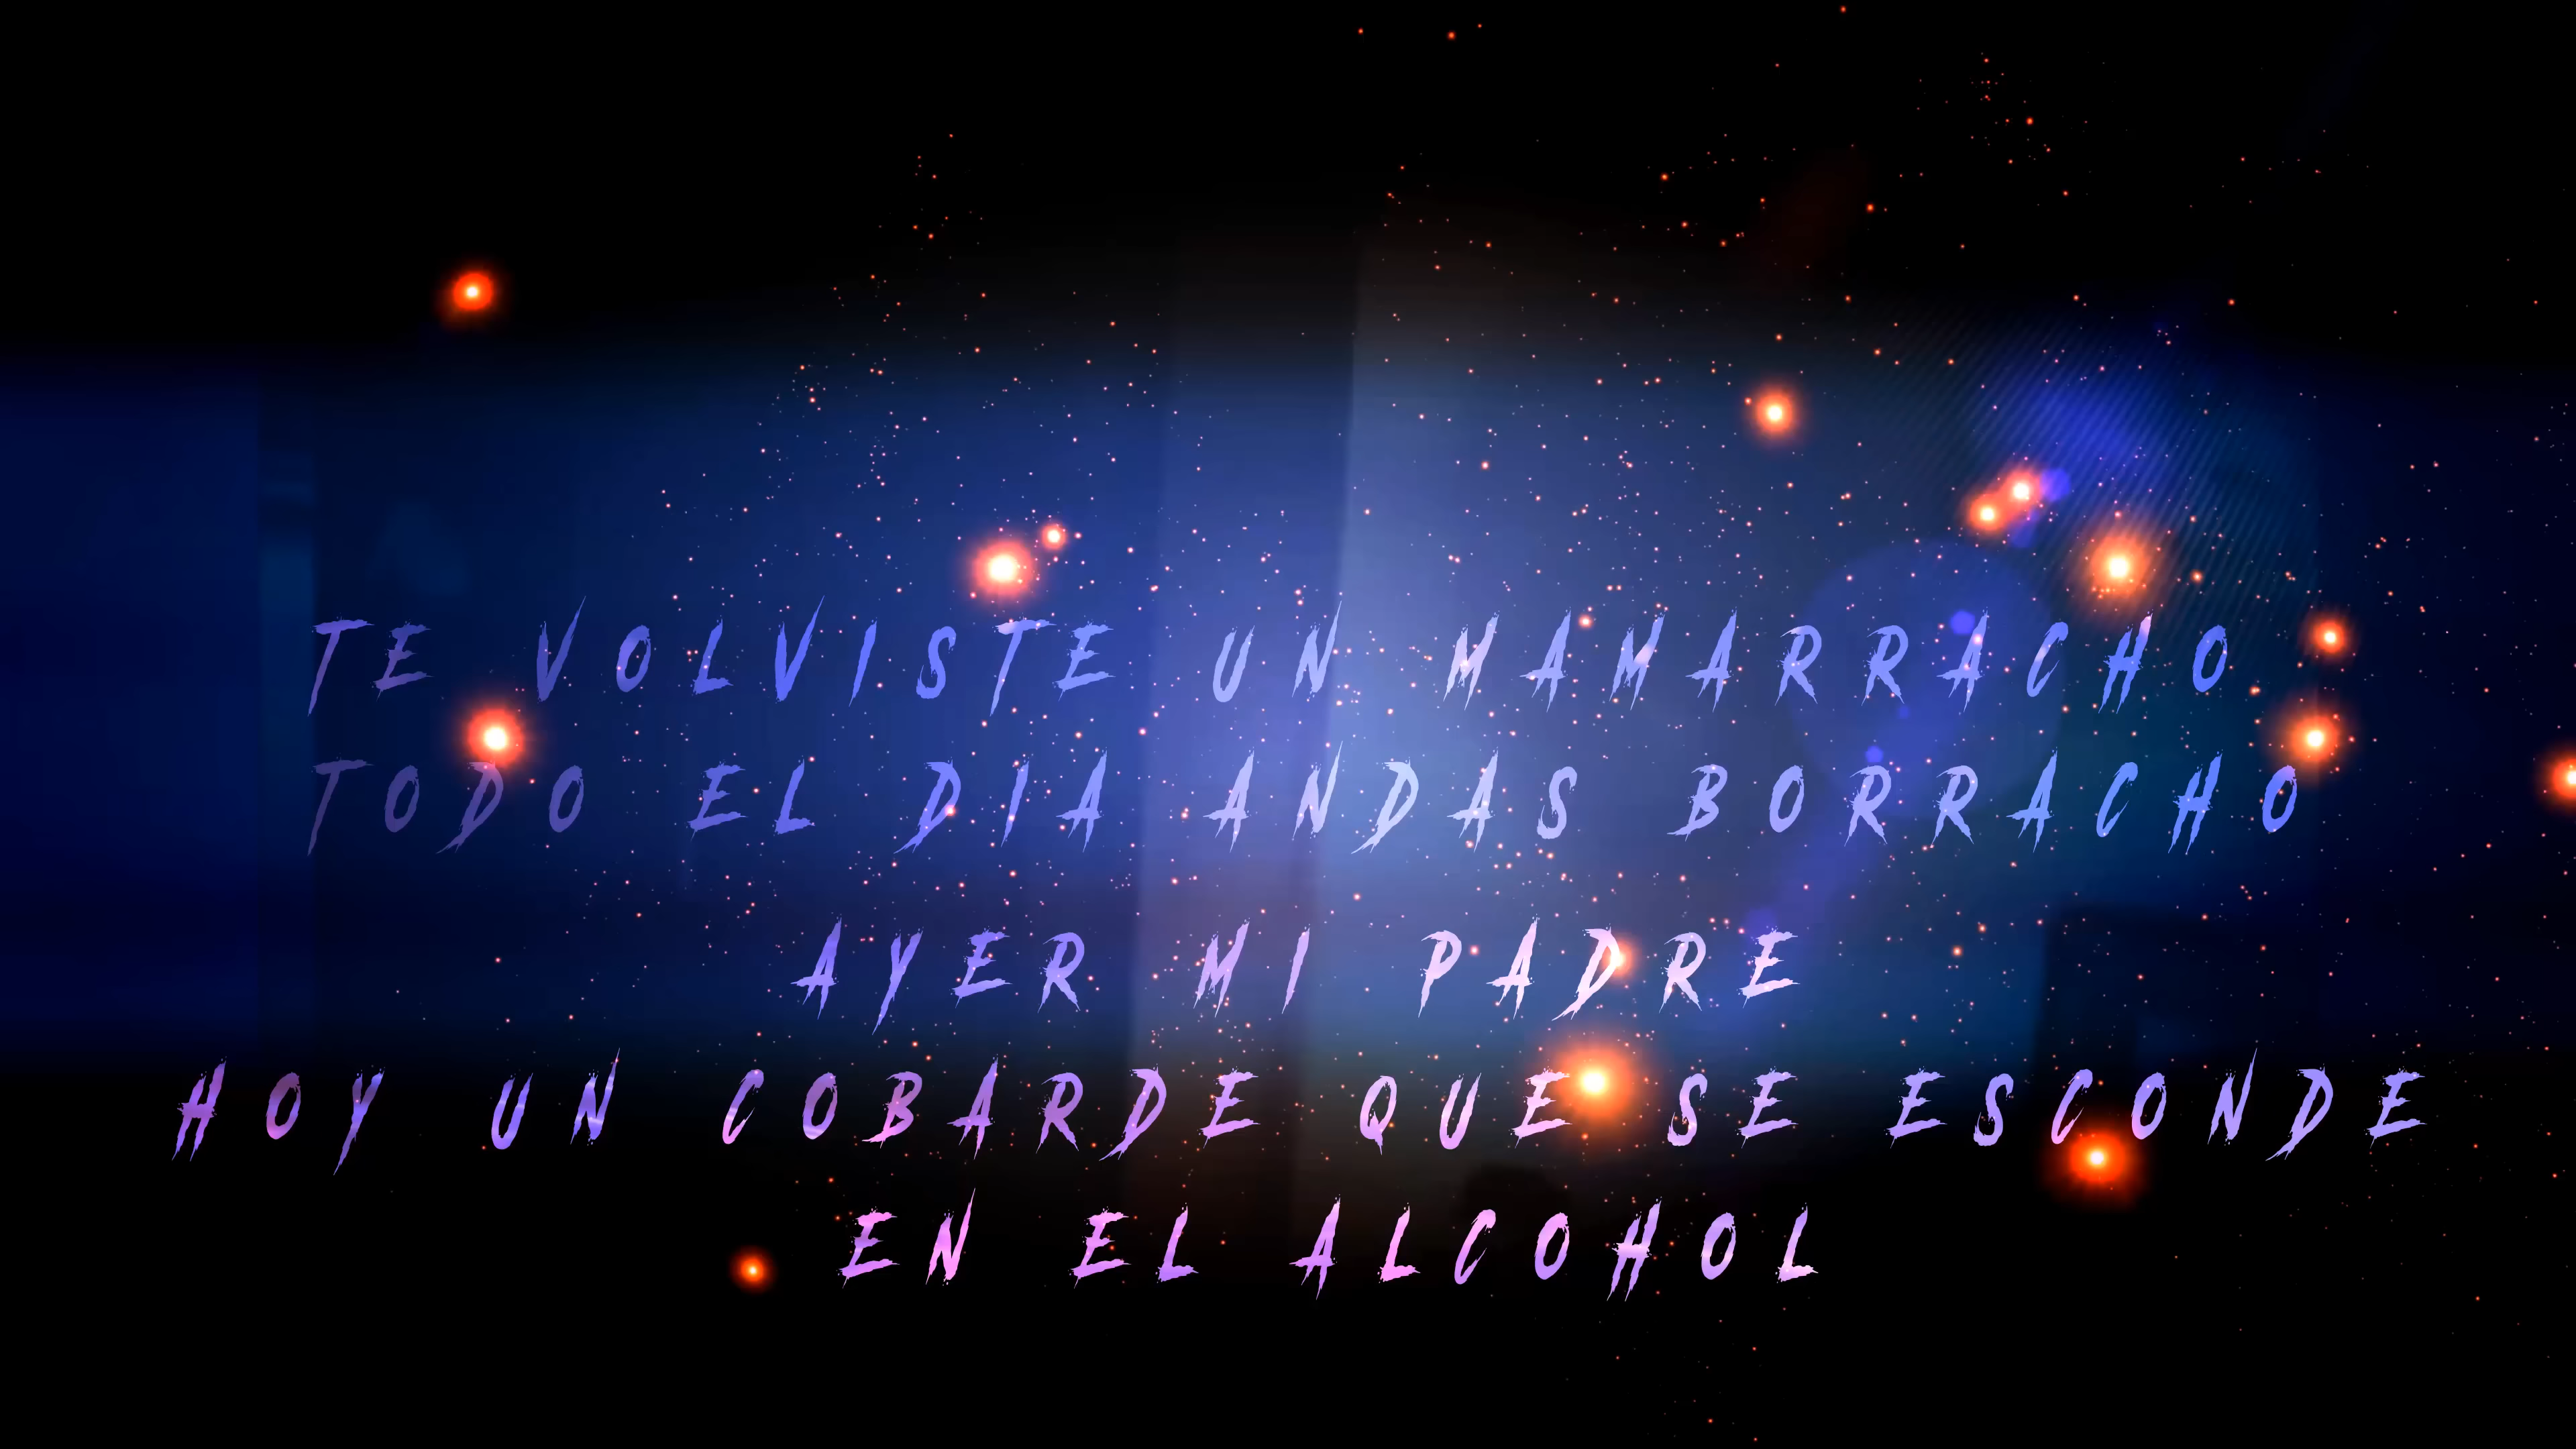 TE VOLVISTE UN MAMARRACHO
TODO EL DIA ANDAS BORRACHO
AYER MI PADRE
HOY UN COBARDE QUE SE ESCONDE
EN EL ALCOHOL